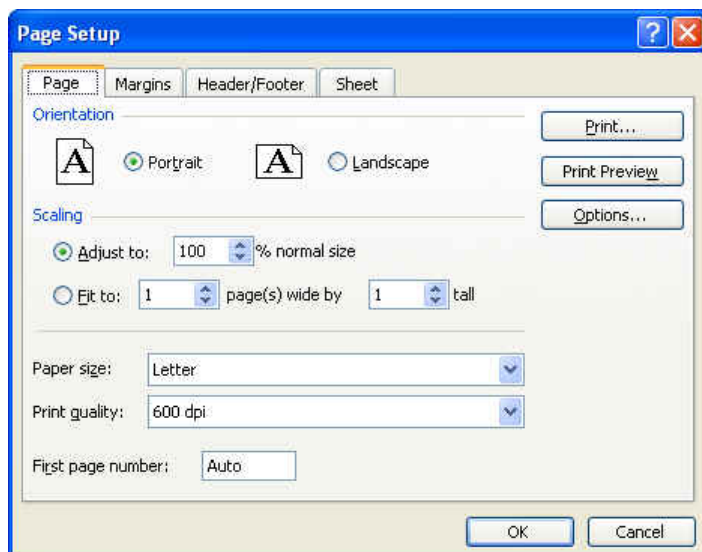 Page Setup
Page Margins Header/Footer Sheet
Orientation
Print...
A Portrait A Landscape
Print Preview
Scaling
Options...
Adjust to: 100 % normal size
Fit to: 1 page(s) wide by 1 tall
Paper size: Letter
Print quality: 600 dpi
First page number: Auto
OK Cancel